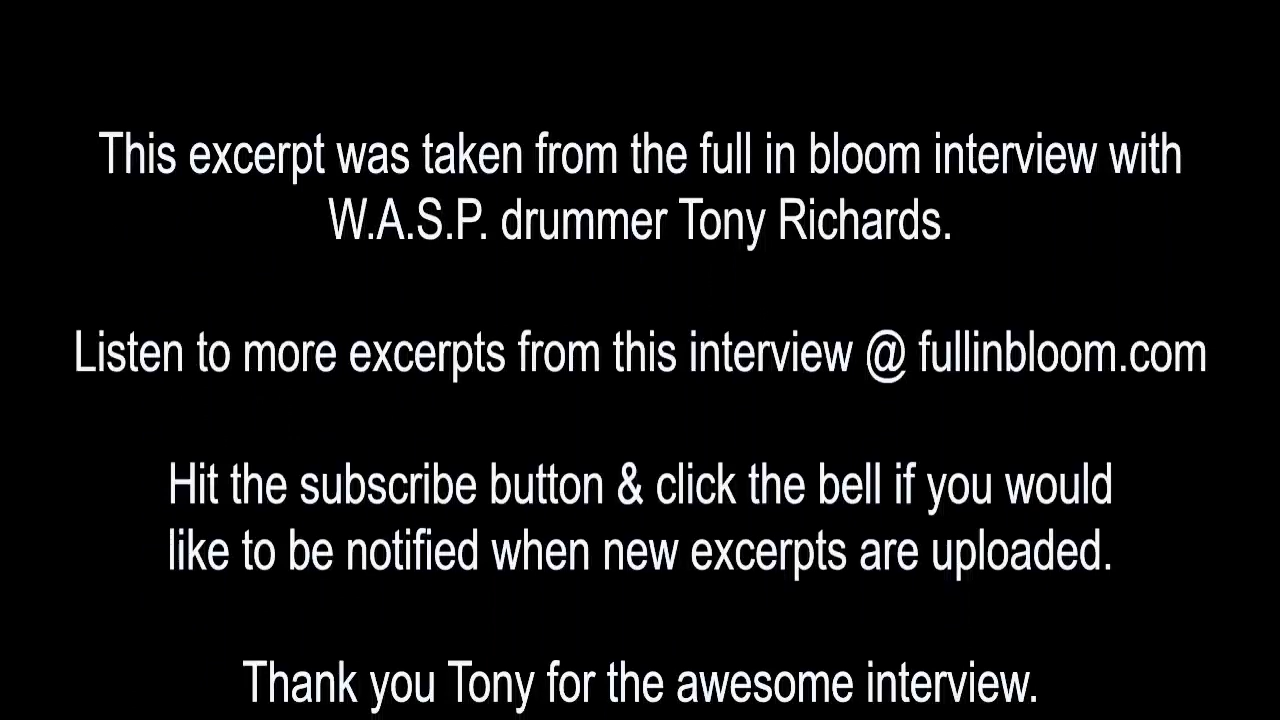 This excerpt was taken from the full in bloom interview with
W.A.S.P. drummer Tony Richards.
Listen to more excerpts from this interview @ fullinbloom.com
Hit the subscribe button & click the bell if you would
like to be notified when new excerpts are uploaded.
Thank you Tony for the awesome interview.